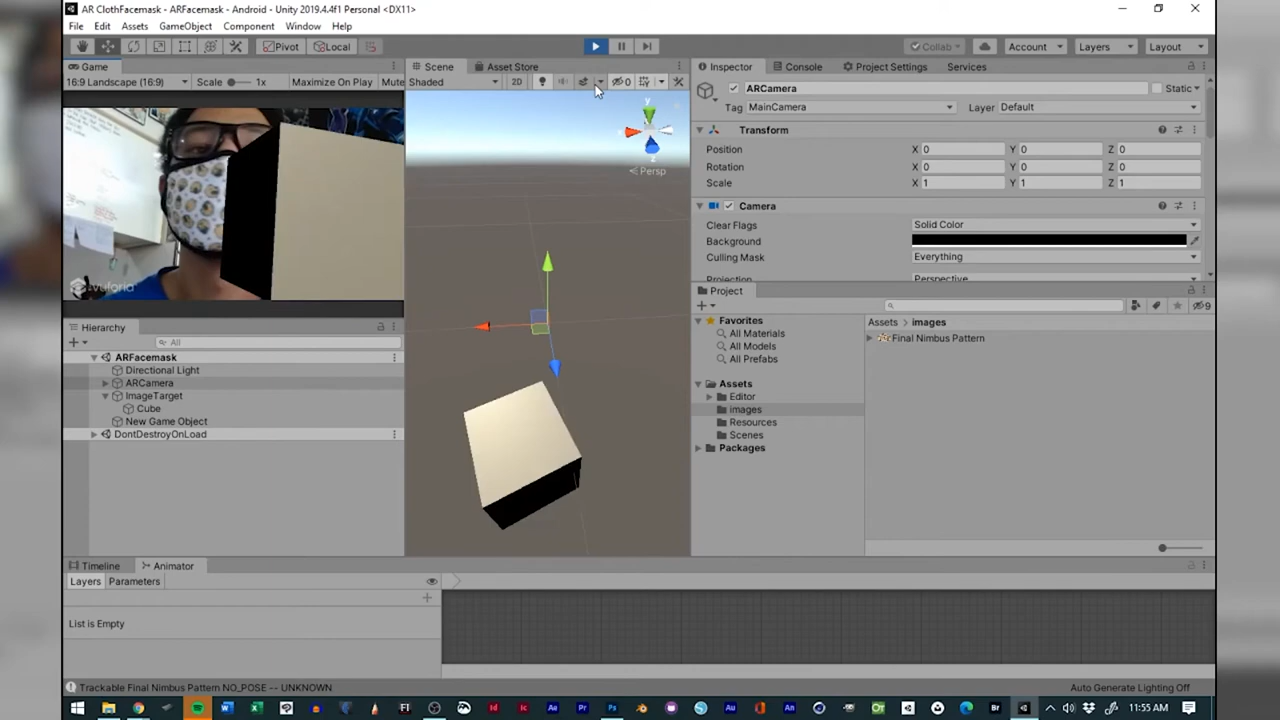 AR ClothFacemask - ARFacemask - Android - Unity 2019.4.4f1 Personal <DX11>
File Edit Assets GameObject Component Window Help
Pivot Local Collab Account Layers Layout
Game Scene Asset Store Inspector Console Project Settings Services
16:9 Landscape (16:9) Scale 1x Maximize On Play Mute Shaded 2D 0
ARCamera Static
Tag MainCamera Layer Default
Transform
Position X 0 Y 0 Z 0
Rotation X 0 Y 0 Z 0
Scale X 1 Y 1 Z 1
y
z
Persp
Camera
Clear Flags Solid Color
Background
Culling Mask Everything
Projection Perspective
vuforia
Project
9
Hierarchy
All
ARFacemask
Directional Light
ARCamera
ImageTarget
Cube
New Game Object
DontDestroyOnLoad
Favorites
All Materials
All Models
All Prefabs
Assets
Editor
images
Resources
Scenes
Packages
Assets images
Final Nimbus Pattern
Timeline Animator
Layers Parameters
List is Empty
Trackable Final Nimbus Pattern NO_POSE -- UNKNOWN
Auto Generate Lighting Off
11:55 AM